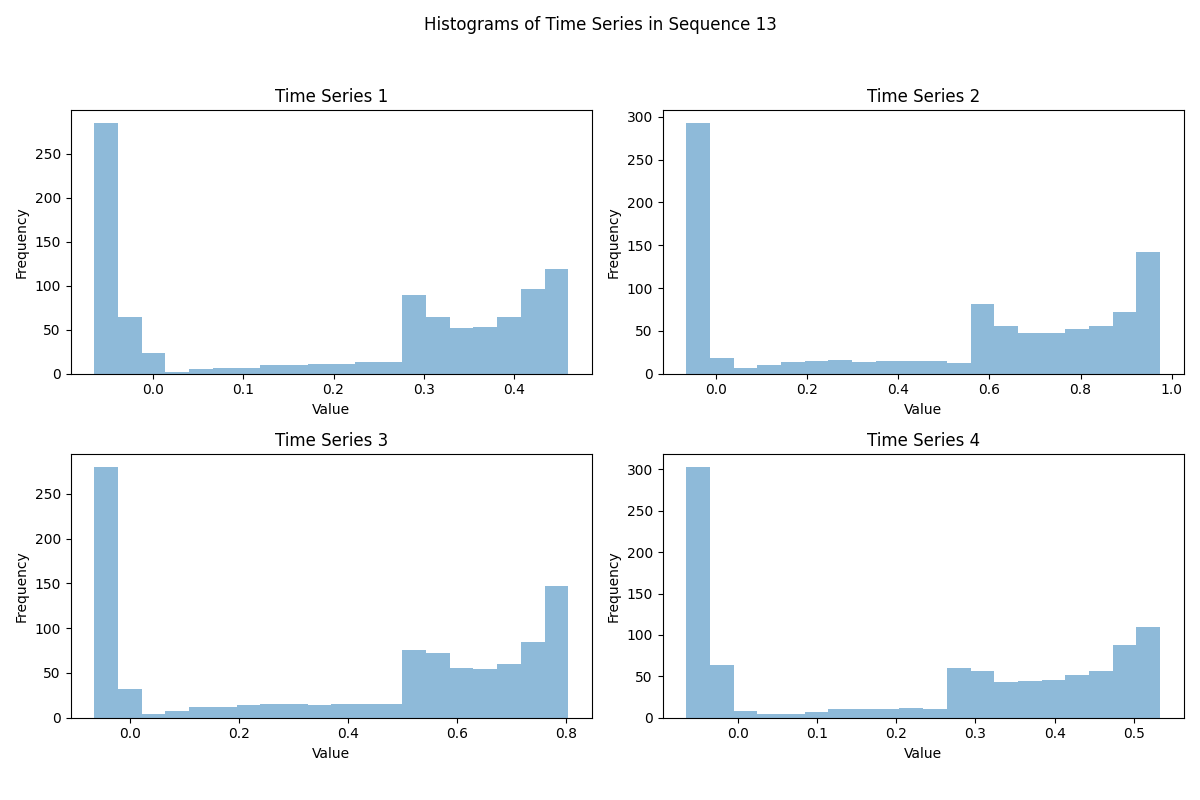 Histograms of Time Series in Sequence 13
Time Series 1
Frequency
250
200
150
100
50
0
0.0 0.1 0.2 0.3 0.4
Value
Time Series 2
Frequency
300
250
200
150
100
50
0
0.0 0.2 0.4 0.6 0.8 1.0
Value
Time Series 3
Frequency
250
200
150
100
50
0
0.0 0.2 0.4 0.6 0.8
Value
Time Series 4
Frequency
300
250
200
150
100
50
0
0.0 0.1 0.2 0.3 0.4 0.5
Value